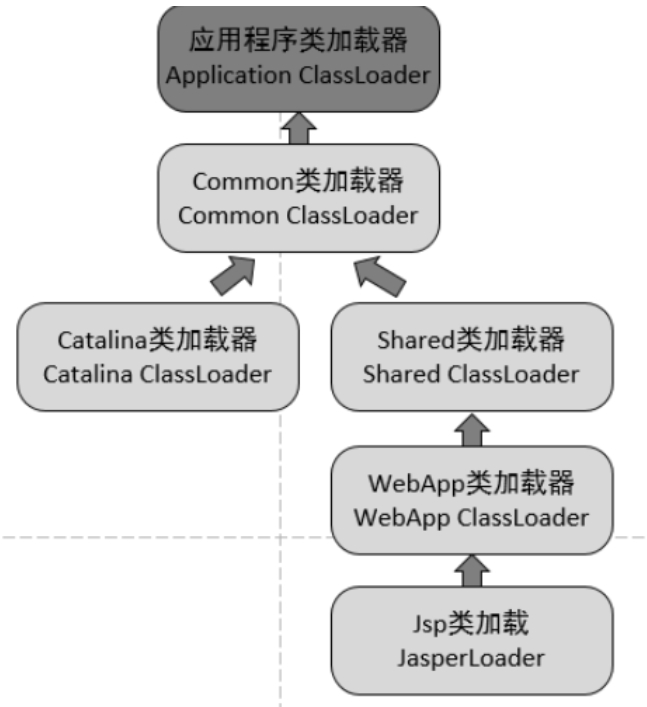 应用程序类加载器
Application ClassLoader
Common类加载器
Common ClassLoader
Catalina类加载器
Catalina ClassLoader
Shared类加载器
Shared ClassLoader
WebApp类加载器
WebApp ClassLoader
Jsp类加载
JasperLoader